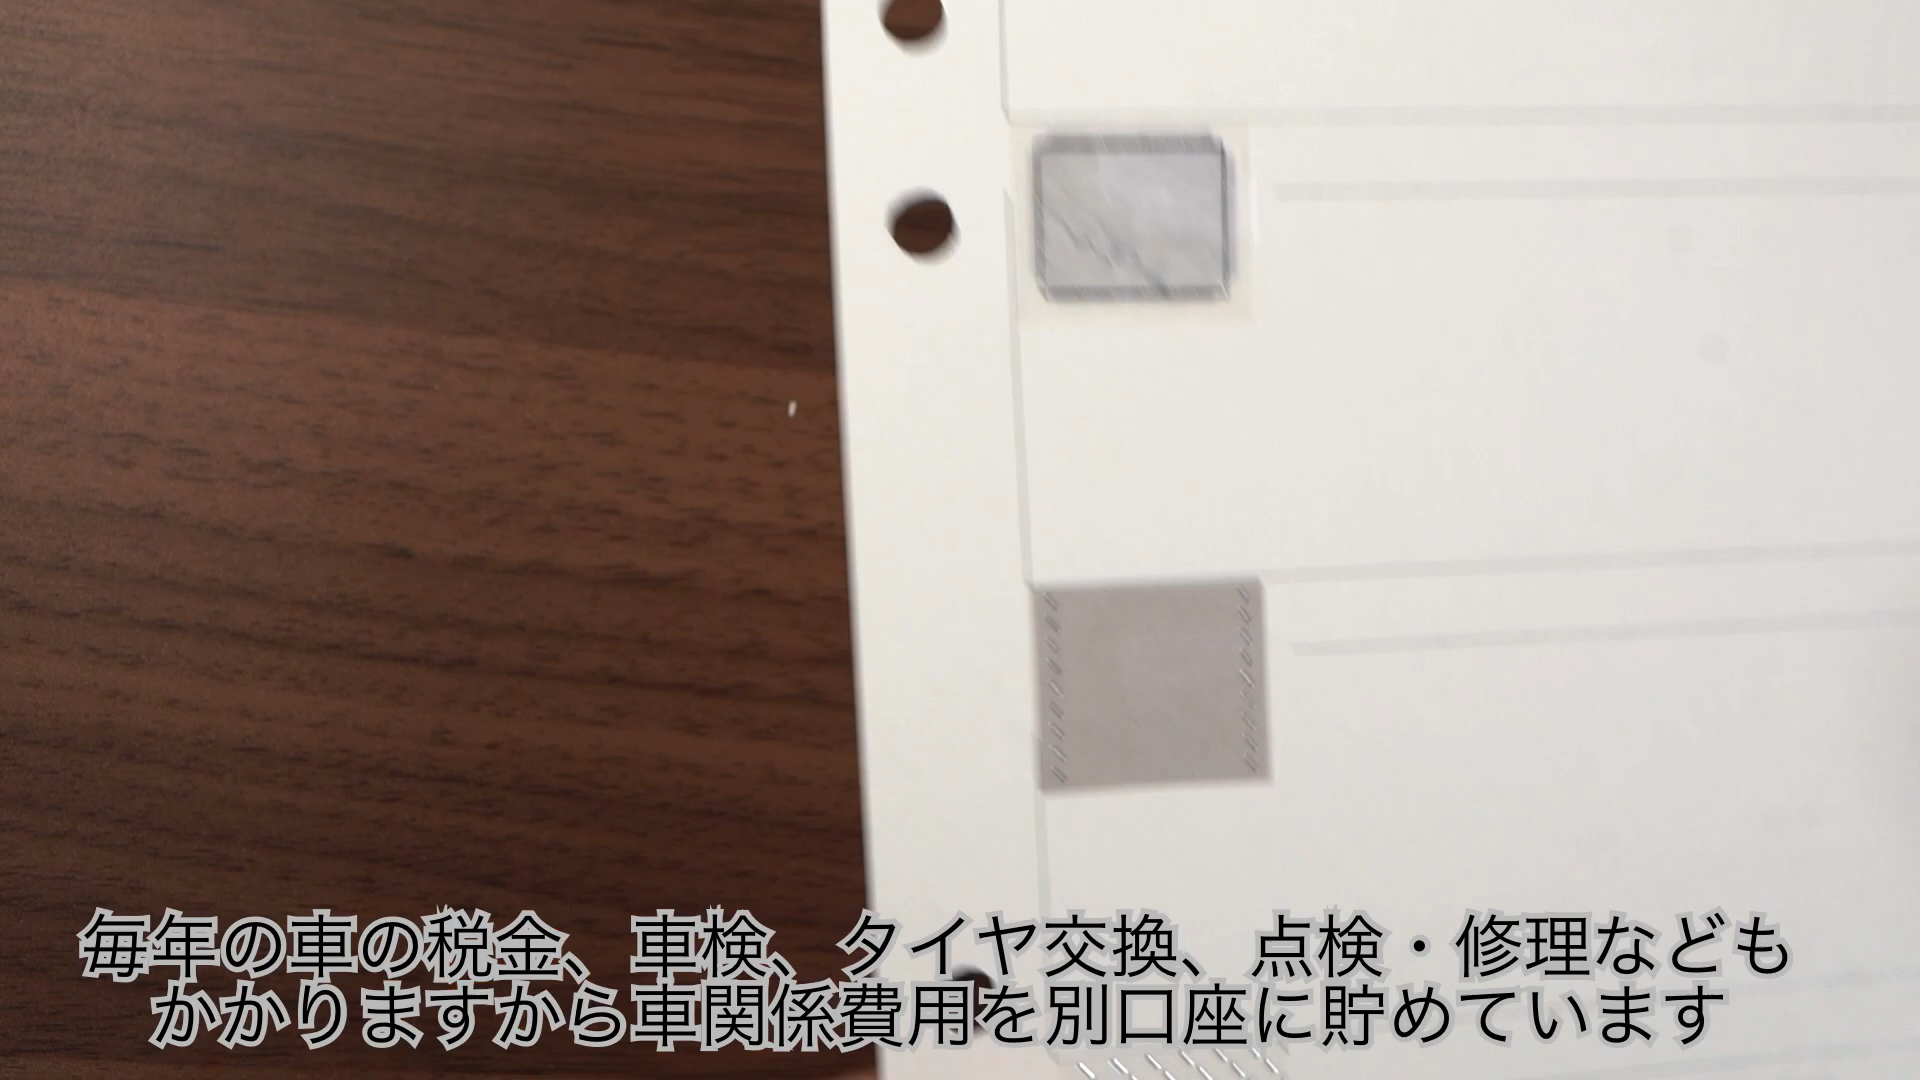 毎年の車の税金、車検、タイヤ交換、点検・修理なども
かかりますから車関係費用を別口座に貯めています